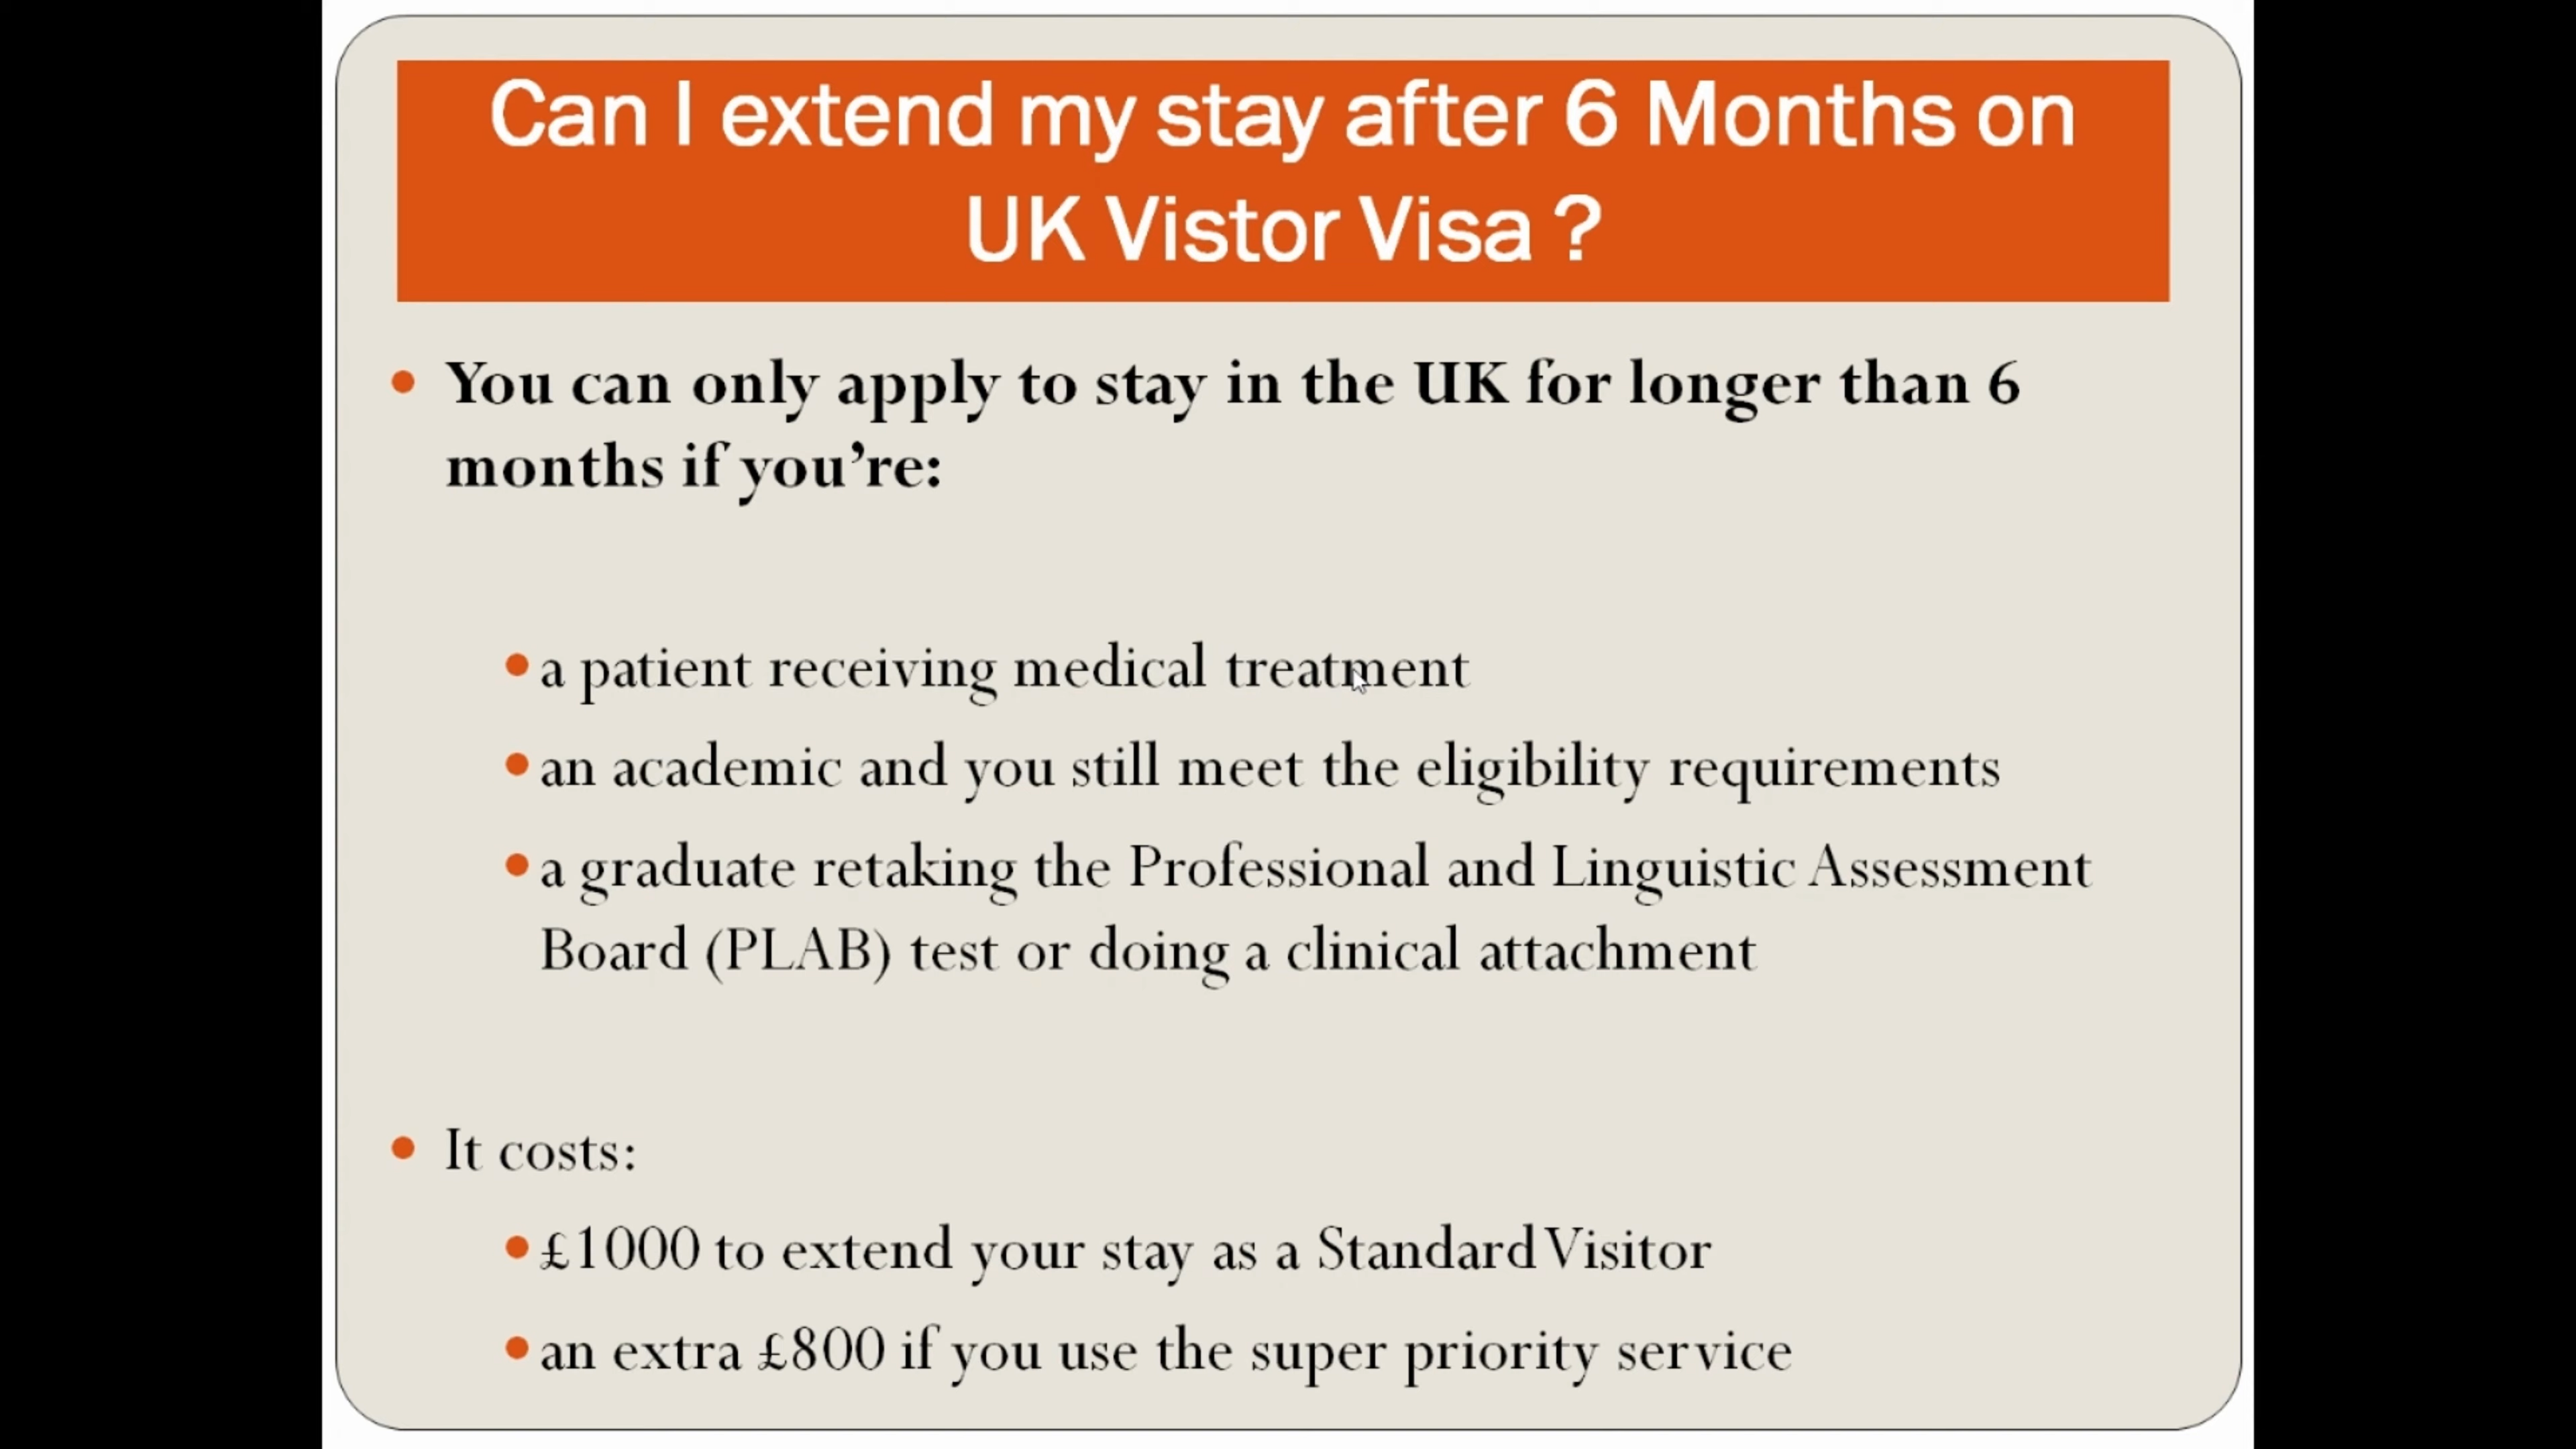 Can I extend my stay after 6 Months on
UK Vistor Visa ?
• You can only apply to stay in the UK for longer than 6
months if you’re:
• a patient receiving medical treatment
• an academic and you still meet the eligibility requirements
• a graduate retaking the Professional and Linguistic Assessment
Board (PLAB) test or doing a clinical attachment
• It costs:
• £1000 to extend your stay as a Standard Visitor
• an extra £800 if you use the super priority service